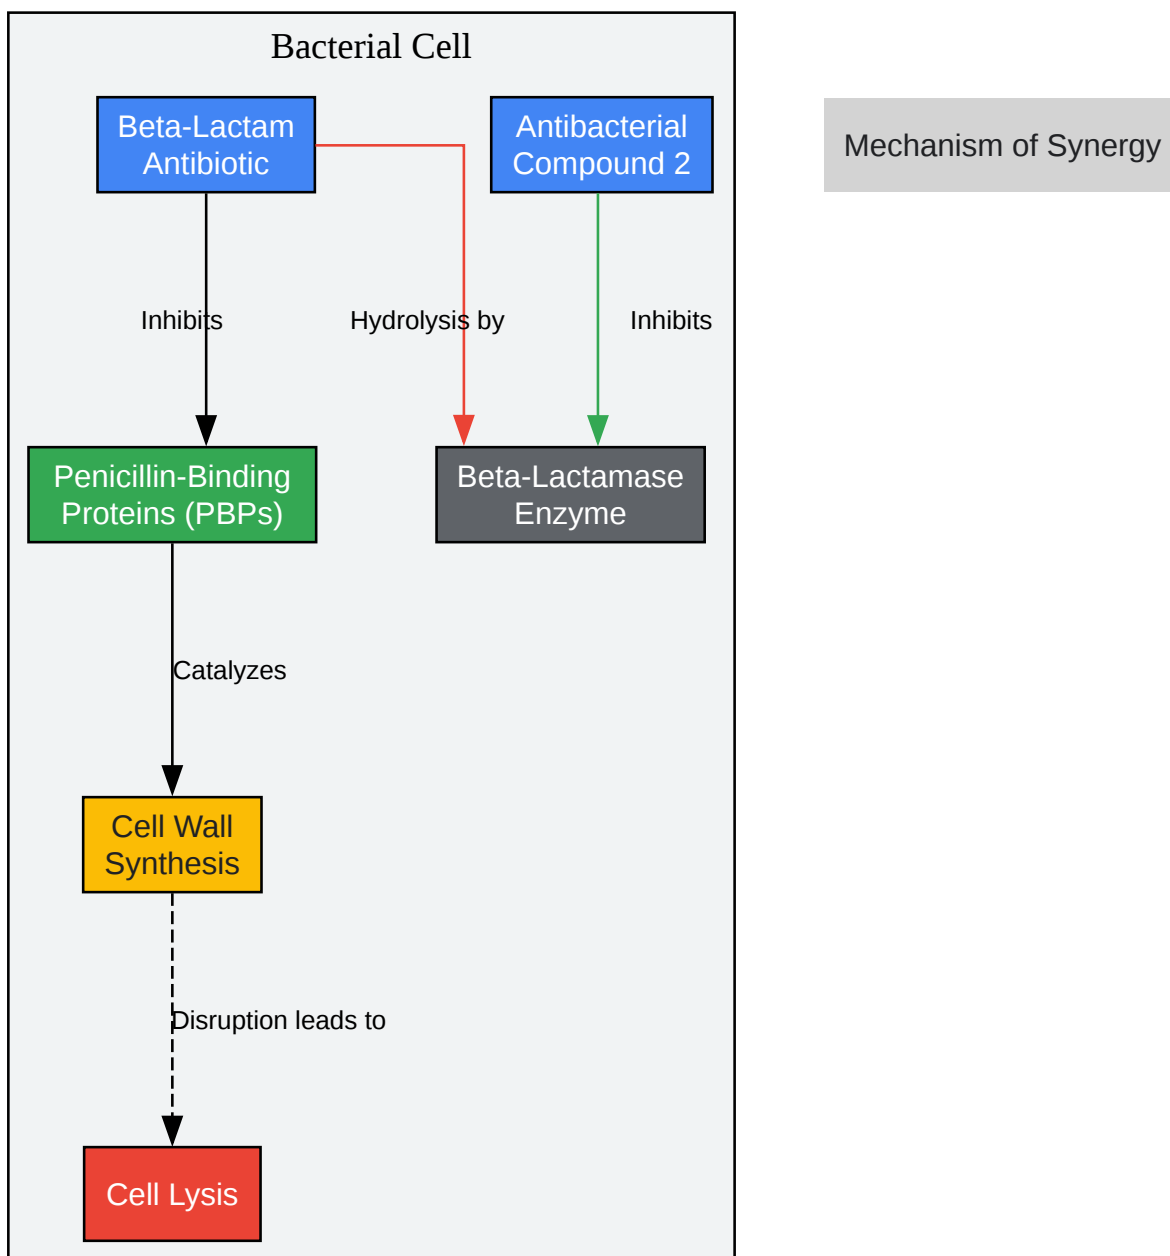 Bacterial Cell
Beta-Lactam
Antibiotic
Antibacterial
Compound 2
Mechanism of Synergy
Inhibits
Hydrolysis by
Inhibits
Penicillin-Binding
Proteins (PBPs)
Beta-Lactamase
Enzyme
Catalyzes
Cell Wall
Synthesis
Disruption leads to
Cell Lysis